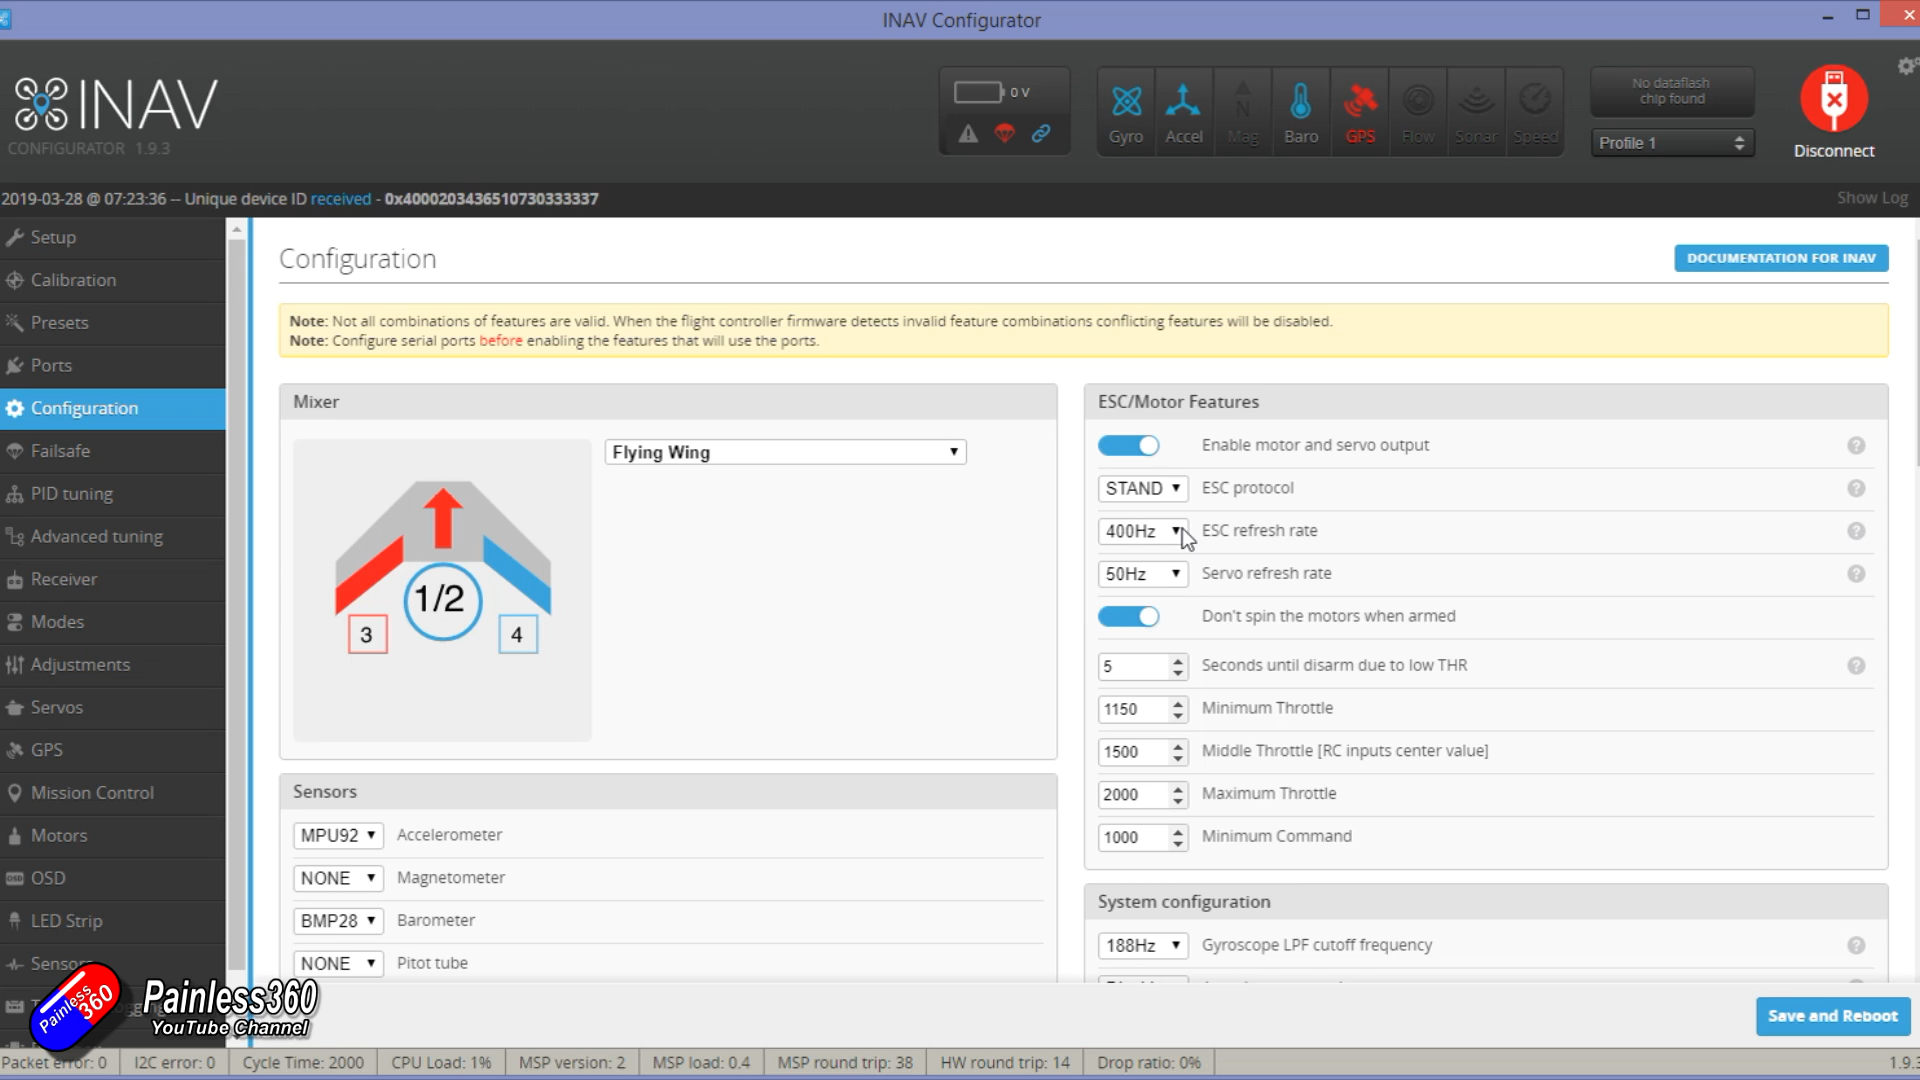 INAV Configurator
INAV
CONFIGURATOR 1.9.3
0 V
Gyro
Accel
Mag
Baro
GPS
Flow
Sonar
Speed
No dataflash
chip found
Profile 1
Disconnect
2019-03-28 @ 07:23:36 -- Unique device ID received - 0x4000203436510730333337
Show Log
Setup
Calibration
Presets
Ports
Configuration
Failsafe
PID tuning
Advanced tuning
Receiver
Modes
Adjustments
Servos
GPS
Mission Control
Motors
OSD
LED Strip
Configuration
DOCUMENTATION FOR INAV
Note: Not all combinations of features are valid. When the flight controller firmware detects invalid feature combinations conflicting features will be disabled.
Note: Configure serial ports before enabling the features that will use the ports.
Mixer
Flying Wing
1/2
3
4
Sensors
MPU92 Accelerometer
NONE Magnetometer
BMP28 Barometer
NONE Pitot tube
ESC/Motor Features
Enable motor and servo output
STAND ESC protocol
400Hz ESC refresh rate
50Hz Servo refresh rate
Don't spin the motors when armed
5 Seconds until disarm due to low THR
1150 Minimum Throttle
1500 Middle Throttle [RC inputs center value]
2000 Maximum Throttle
1000 Minimum Command
System configuration
188Hz Gyroscope LPF cutoff frequency
Save and Reboot
Painless 360
Painless360
YouTube Channel
Packet error: 0
I2C error: 0
Cycle Time: 2000
CPU Load: 1%
MSP version: 2
MSP load: 0.4
MSP round trip: 38
HW round trip: 14
Drop ratio: 0%
1.9.3